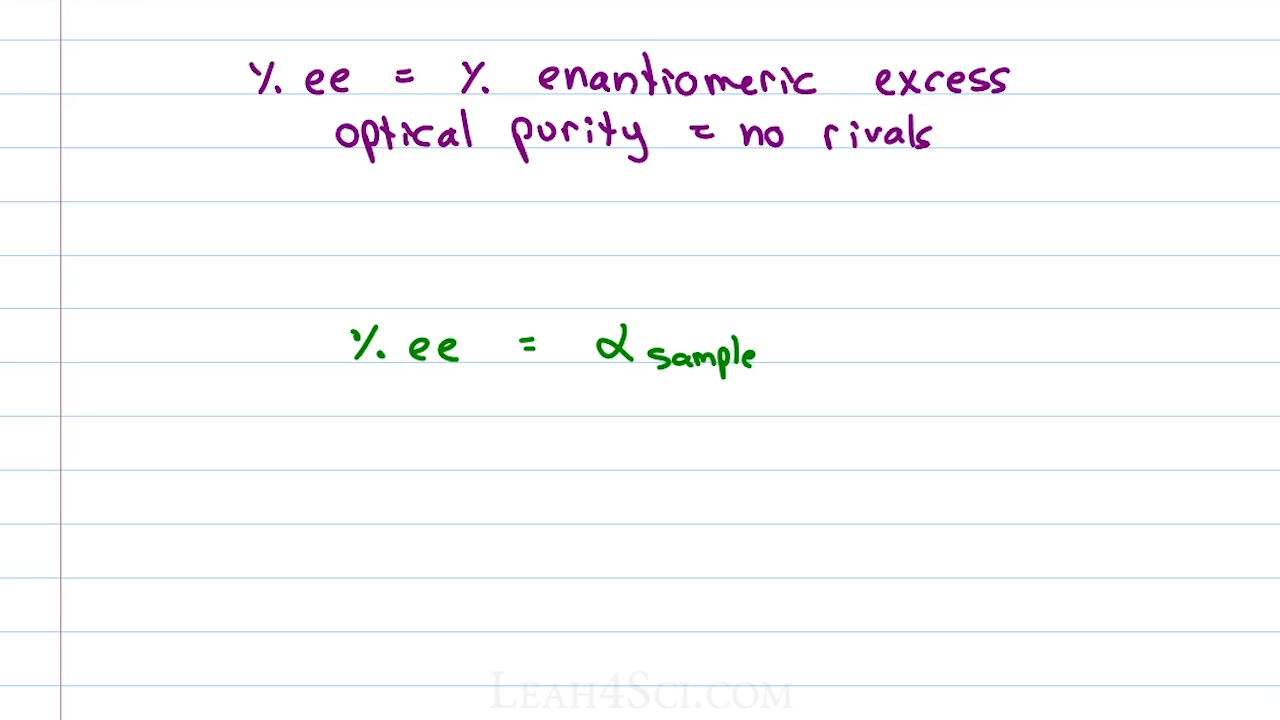 % ee = % enantiomeric excess
optical purity = no rivals
% ee = α sample
LEAH4SCI.COM